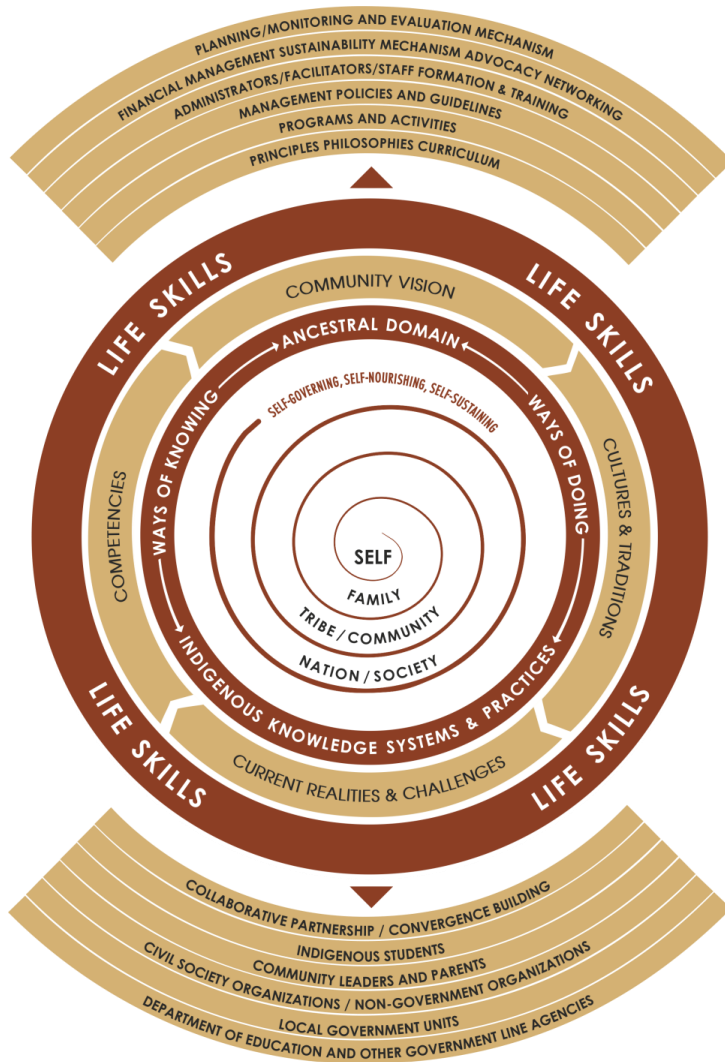 PLANNING/MONITORING AND EVALUATION MECHANISM
FINANCIAL MANAGEMENT SUSTAINABILITY MECHANISM ADVOCACY NETWORKING
ADMINISTRATORS/FACILITATORS/STAFF FORMATION & TRAINING
MANAGEMENT POLICIES AND GUIDELINES
PROGRAMS AND ACTIVITIES
PRINCIPLES PHILOSOPHIES CURRICULUM
LIFE SKILLS
LIFE SKILLS
COMMUNITY VISION
ANCESTRAL DOMAIN
SELF-GOVERNING, SELF-NOURISHING, SELF-SUSTAINING
WAYS OF KNOWING
WAYS OF DOING
COMPETENCIES
CULTURES & TRADITIONS
SELF
FAMILY
TRIBE / COMMUNITY
NATION / SOCIETY
INDIGENOUS KNOWLEDGE SYSTEMS & PRACTICES
CURRENT REALITIES & CHALLENGES
LIFE SKILLS
LIFE SKILLS
COLLABORATIVE PARTNERSHIP / CONVERGENCE BUILDING
INDIGENOUS STUDENTS
COMMUNITY LEADERS AND PARENTS
CIVIL SOCIETY ORGANIZATIONS / NON-GOVERNMENT ORGANIZATIONS
LOCAL GOVERNMENT UNITS
DEPARTMENT OF EDUCATION AND OTHER GOVERNMENT LINE AGENCIES